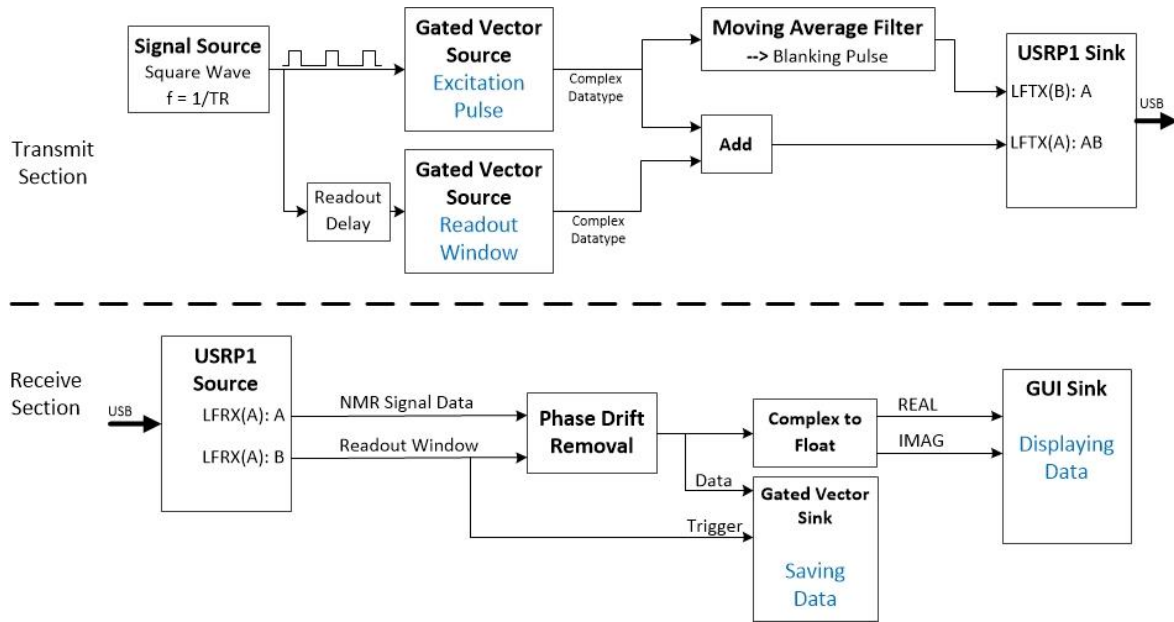 Transmit
Section
Signal Source
Square Wave
f = 1/TR
Gated Vector
Source
Excitation
Pulse
Complex
Datatype
Moving Average Filter
--> Blanking Pulse
USRP1 Sink
LFTX(B): A
LFTX(A): AB
USB
Add
Readout
Delay
Gated Vector
Source
Readout
Window
Complex
Datatype
Receive
Section
USB
USRP1
Source
LFRX(A): A
LFRX(A): B
NMR Signal Data
Readout Window
Phase Drift
Removal
Data
Trigger
Complex to
Float
REAL
IMAG
Gated Vector
Sink
Saving
Data
GUI Sink
Displaying
Data